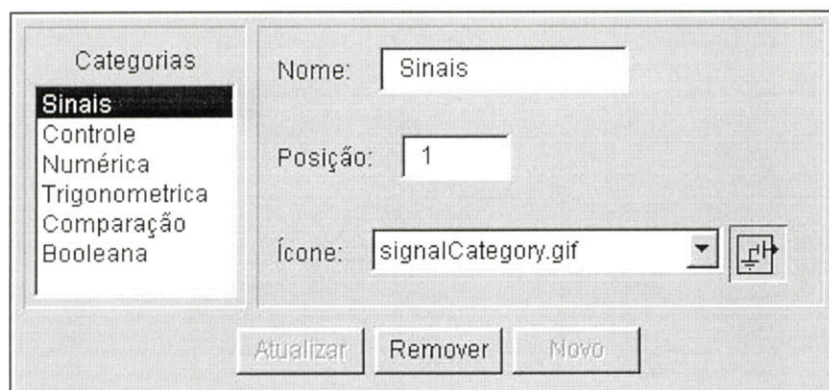 Categorias
Sinais
Controle
Numérica
Trigonometrica
Comparação
Booleana
Nome: Sinais
Posição: 1
Ícone: signalCategory.gif
Atualizar Remover Novo